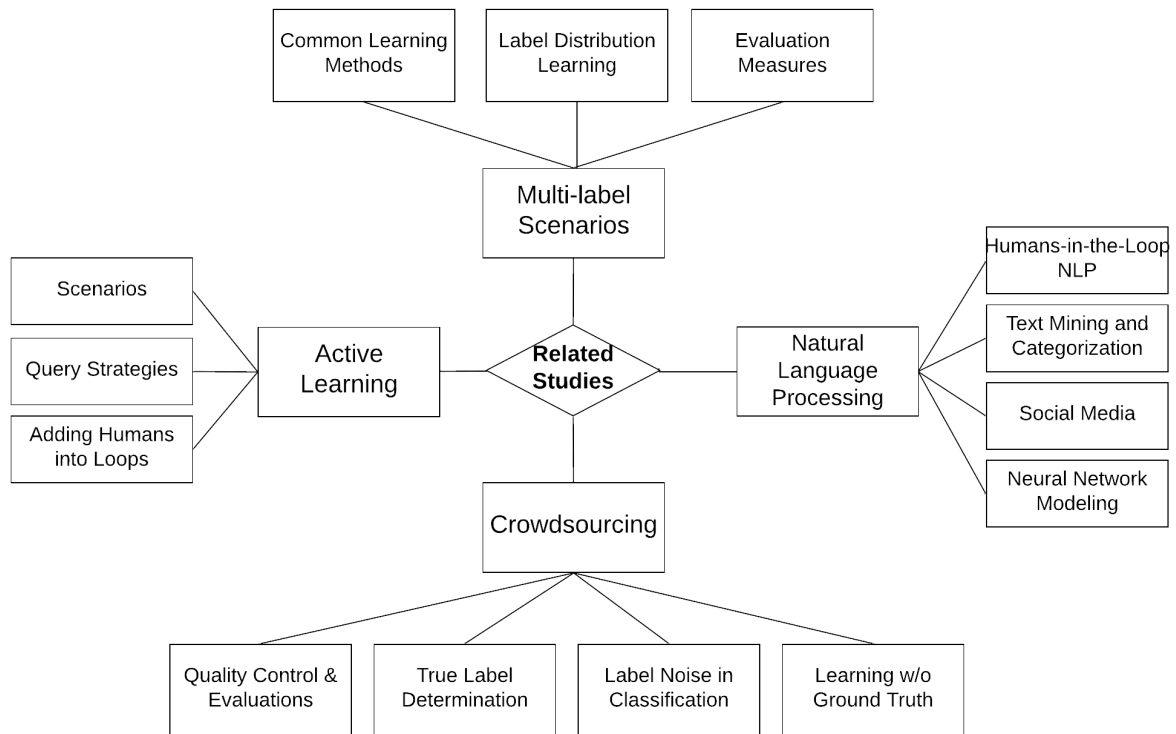 Common Learning
Methods
Label Distribution
Learning
Evaluation
Measures
Multi-label
Scenarios
Scenarios
Query Strategies
Adding Humans
into Loops
Active
Learning
Related
Studies
Natural
Language
Processing
Humans-in-the-Loop
NLP
Text Mining and
Categorization
Social Media
Neural Network
Modeling
Crowdsourcing
Quality Control &
Evaluations
True Label
Determination
Label Noise in
Classification
Learning w/o
Ground Truth